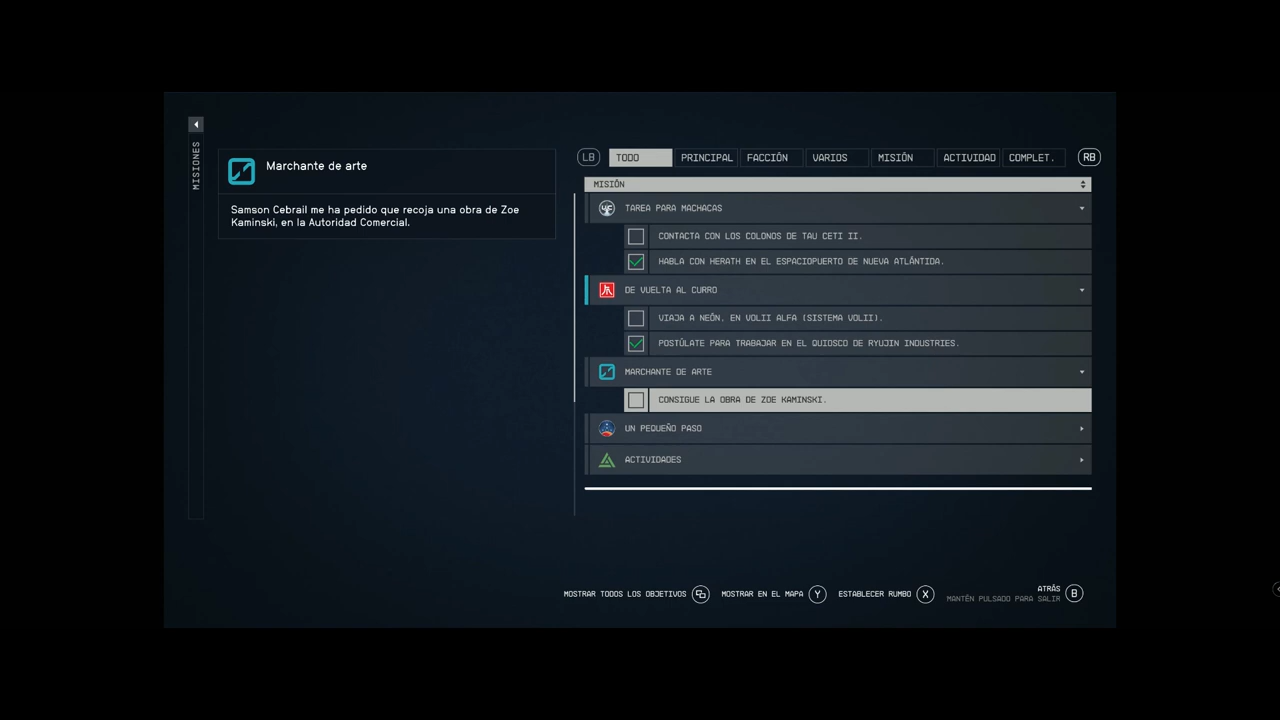 MISIONES
Marchante de arte
Samson Cebrail me ha pedido que recoja una obra de Zoe
Kaminski, en la Autoridad Comercial.
LB TODO PRINCIPAL FACCIÓN VARIOS MISIÓN ACTIVIDAD COMPLET. RB
MISIÓN
TAREA PARA MACHACAS
CONTACTA CON LOS COLONOS DE TAU CETI II.
HABLA CON HERATH EN EL ESPACIOPUERTO DE NUEVA ATLÁNTIDA.
DE VUELTA AL CURRO
VIAJA A NEÓN, EN VOLII ALFA (SISTEMA VOLII).
POSTÚLATE PARA TRABAJAR EN EL QUIOSCO DE RYUJIN INDUSTRIES.
MARCHANTE DE ARTE
CONSIGUE LA OBRA DE ZOE KAMINSKI.
UN PEQUEÑO PASO
ACTIVIDADES
MOSTRAR TODOS LOS OBJETIVOS MOSTRAR EN EL MAPA Y ESTABLECER RUMBO X ATRÁS B
MANTÉN PULSADO PARA SALIR